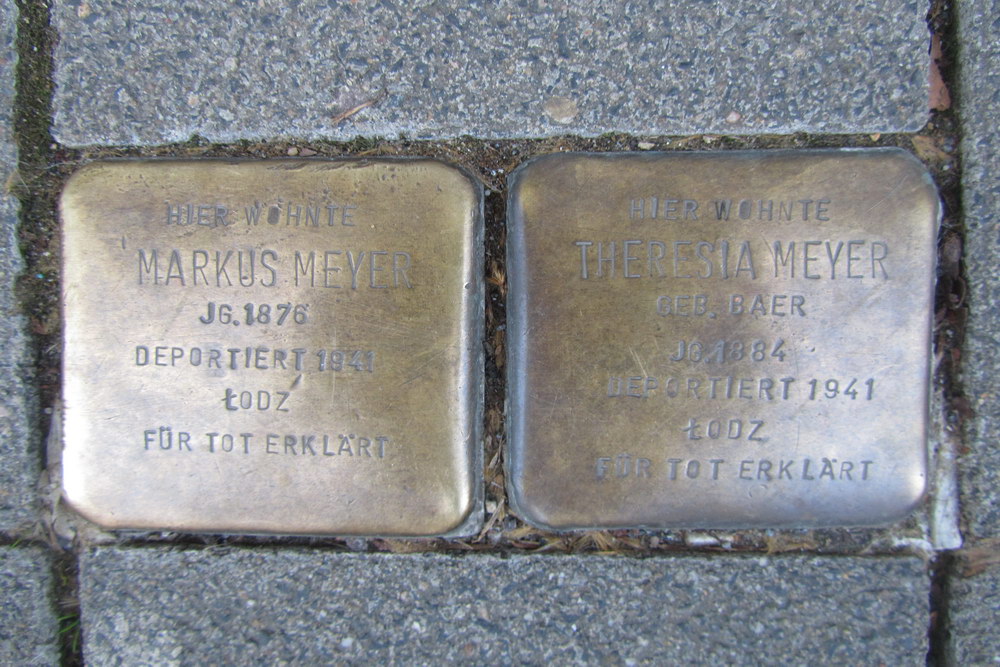 HIER WOHNTE
MARKUS MEYER
JG. 1876
DEPORTIERT 1941
ŁODZ
FÜR TOT ERKLÄRT
HIER WOHNTE
THERESIA MEYER
GEB. BAER
JG. 1884
DEPORTIERT 1941
ŁODZ
FÜR TOT ERKLÄRT